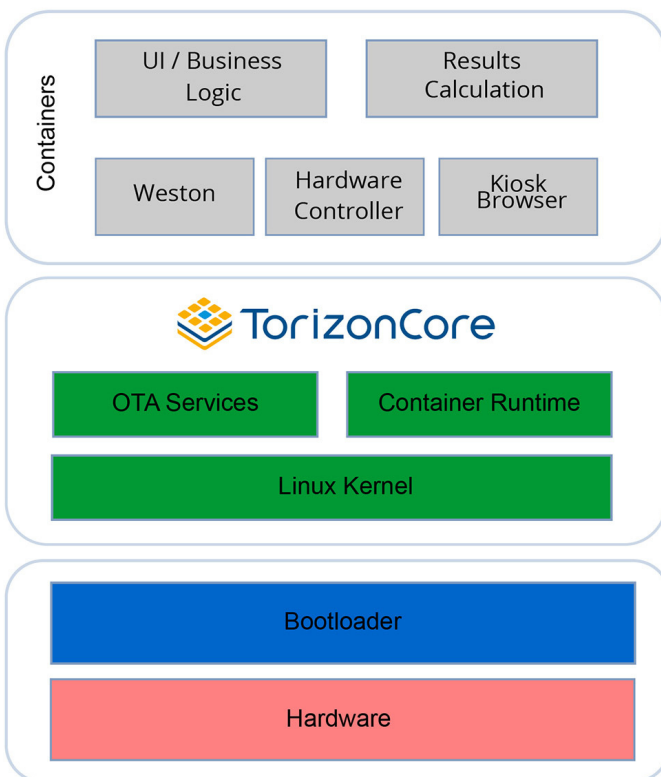 Containers
UI / Business
Logic
Results
Calculation
Weston
Hardware
Controller
Kiosk
Browser
TorizonCore
OTA Services
Container Runtime
Linux Kernel
Bootloader
Hardware